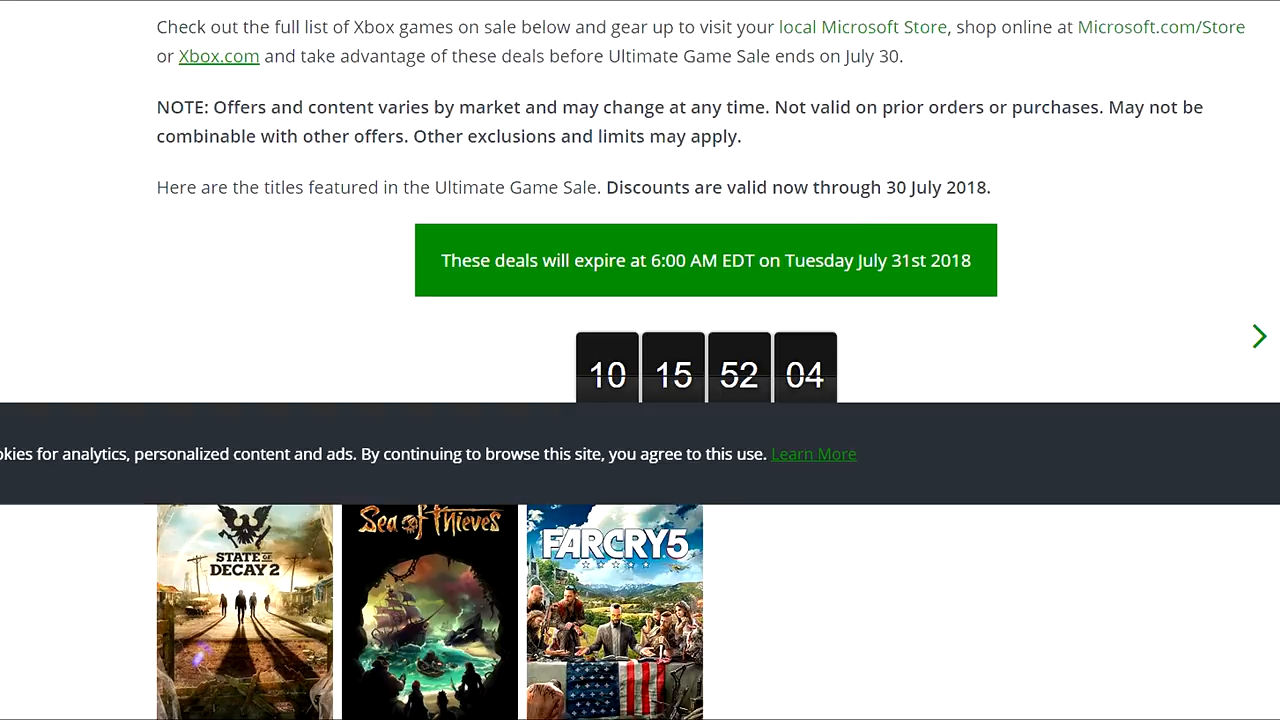 Check out the full list of Xbox games on sale below and gear up to visit your local Microsoft Store, shop online at Microsoft.com/Store
or Xbox.com and take advantage of these deals before Ultimate Game Sale ends on July 30.
NOTE: Offers and content varies by market and may change at any time. Not valid on prior orders or purchases. May not be
combinable with other offers. Other exclusions and limits may apply.
Here are the titles featured in the Ultimate Game Sale. Discounts are valid now through 30 July 2018.
These deals will expire at 6:00 AM EDT on Tuesday July 31st 2018
10 15 52 04
okies for analytics, personalized content and ads. By continuing to browse this site, you agree to this use. Learn More
STATE OF
DECAY 2
Sea of Thieves
FARCRY5